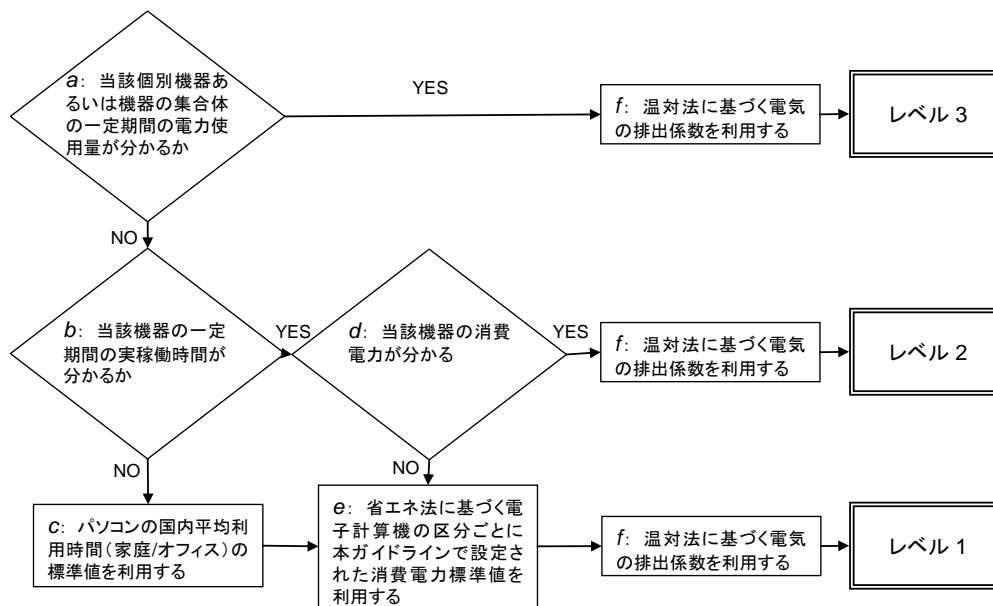 a: 当該個別機器あ
るいは機器の集合体
の一定期間の電力使
用量が分かるか
YES
f: 温対法に基づく電気
の排出係数を利用する
レベル 3
NO
b: 当該機器の一定
期間の実稼働時間が
分かるか
YES
d: 当該機器の消費
電力が分かる
YES
f: 温対法に基づく電気
の排出係数を利用する
レベル 2
NO
NO
c: パソコンの国内平均利
用時間(家庭/オフィス)の
標準値を利用する
e: 省エネ法に基づく電
子計算機の区分ごとに
本ガイドラインで設定され
た消費電力標準値を
利用する
f: 温対法に基づく電気
の排出係数を利用する
レベル 1